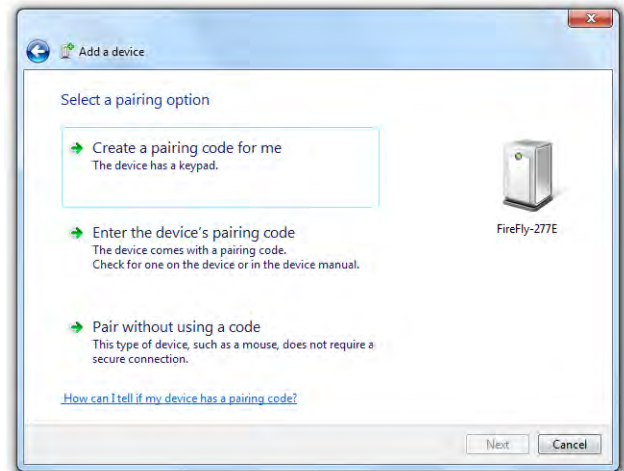 Add a device
Select a pairing option
Create a pairing code for me
The device has a keypad.
FireFly-277E
Enter the device's pairing code
The device comes with a pairing code.
Check for one on the device or in the device manual.
Pair without using a code
This type of device, such as a mouse, does not require a
secure connection.
How can I tell if my device has a pairing code?
Next
Cancel